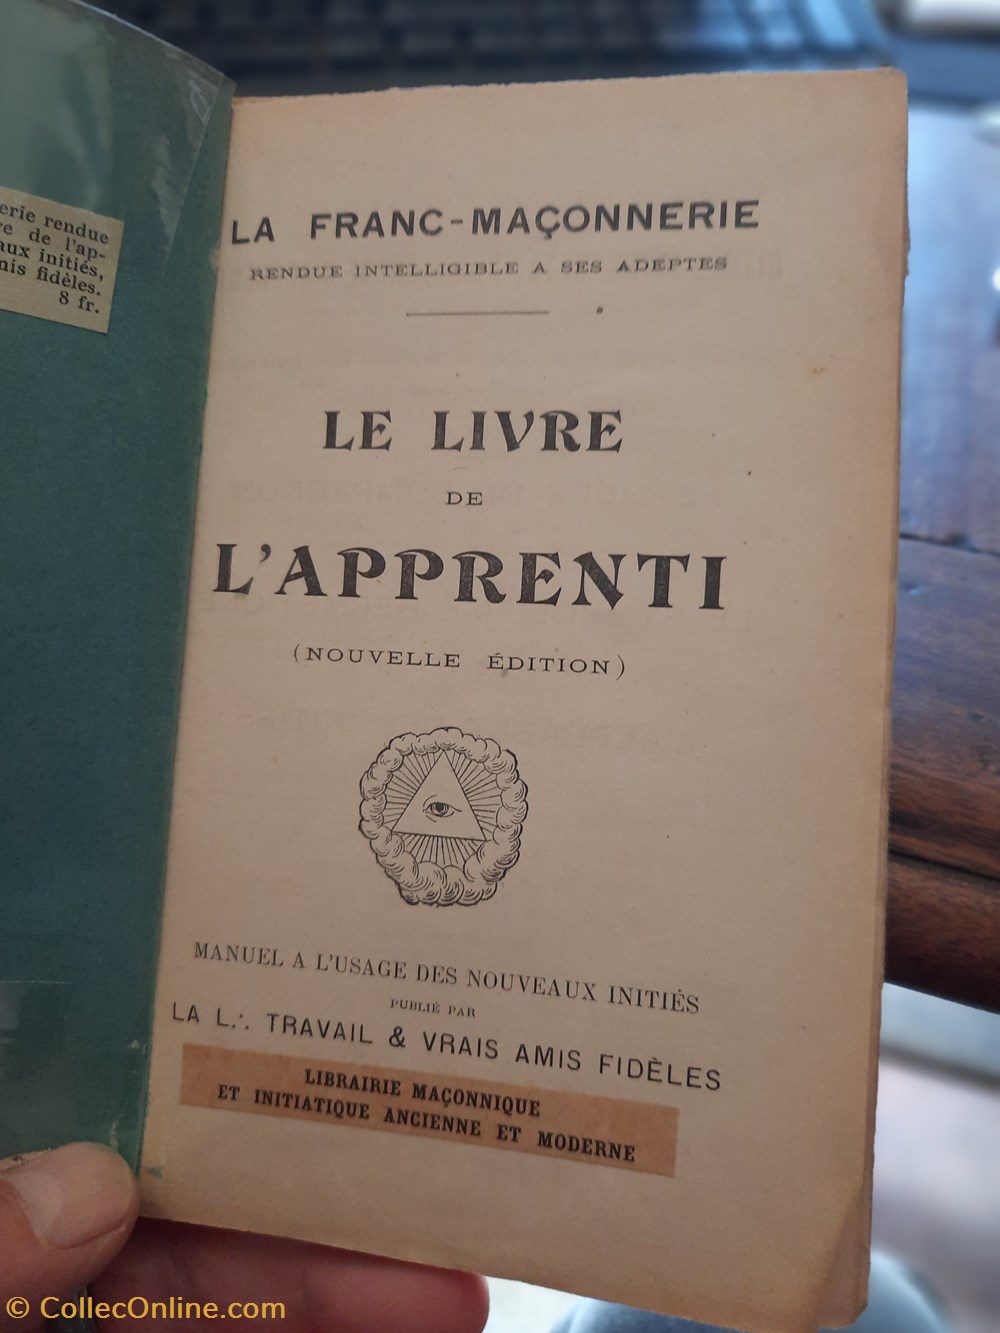 erie rendue
re de l'ap-
aux initiés,
mis fidèles.
8 fr.
LA FRANC-MAÇONNERIE
RENDUE INTELLIGIBLE A SES ADEPTES
LE LIVRE
DE
L'APPRENTI
(NOUVELLE ÉDITION)
MANUEL A L'USAGE DES NOUVEAUX INITIÉS
PUBLIÉ PAR
LA L∴ TRAVAIL & VRAIS AMIS FIDÈLES
LIBRAIRIE MAÇONNIQUE
ET INITIATIQUE ANCIENNE ET MODERNE
© CollecOnline.com